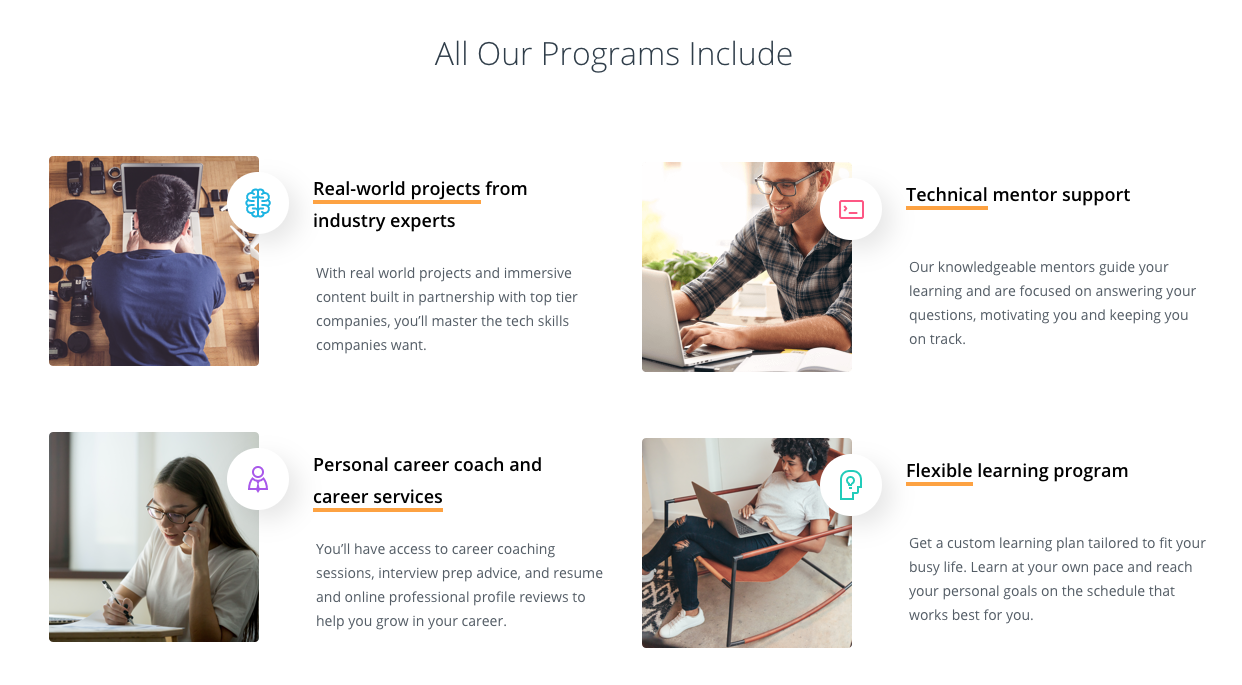 All Our Programs Include
Real-world projects from
industry experts
With real world projects and immersive
content built in partnership with top tier
companies, you’ll master the tech skills
companies want.
Technical mentor support
Our knowledgeable mentors guide your
learning and are focused on answering your
questions, motivating you and keeping you
on track.
Personal career coach and
career services
You’ll have access to career coaching
sessions, interview prep advice, and resume
and online professional profile reviews to
help you grow in your career.
Flexible learning program
Get a custom learning plan tailored to fit your
busy life. Learn at your own pace and reach
your personal goals on the schedule that
works best for you.